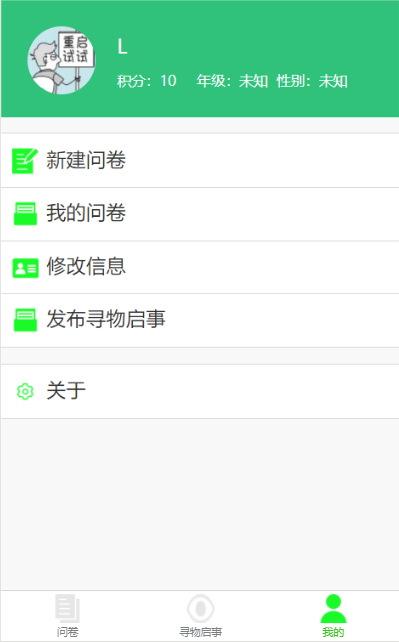 重启
试试
L
积分：10 年级：未知 性别：未知
新建问卷
我的问卷
修改信息
发布寻物启事
关于
问卷 寻物启事 我的